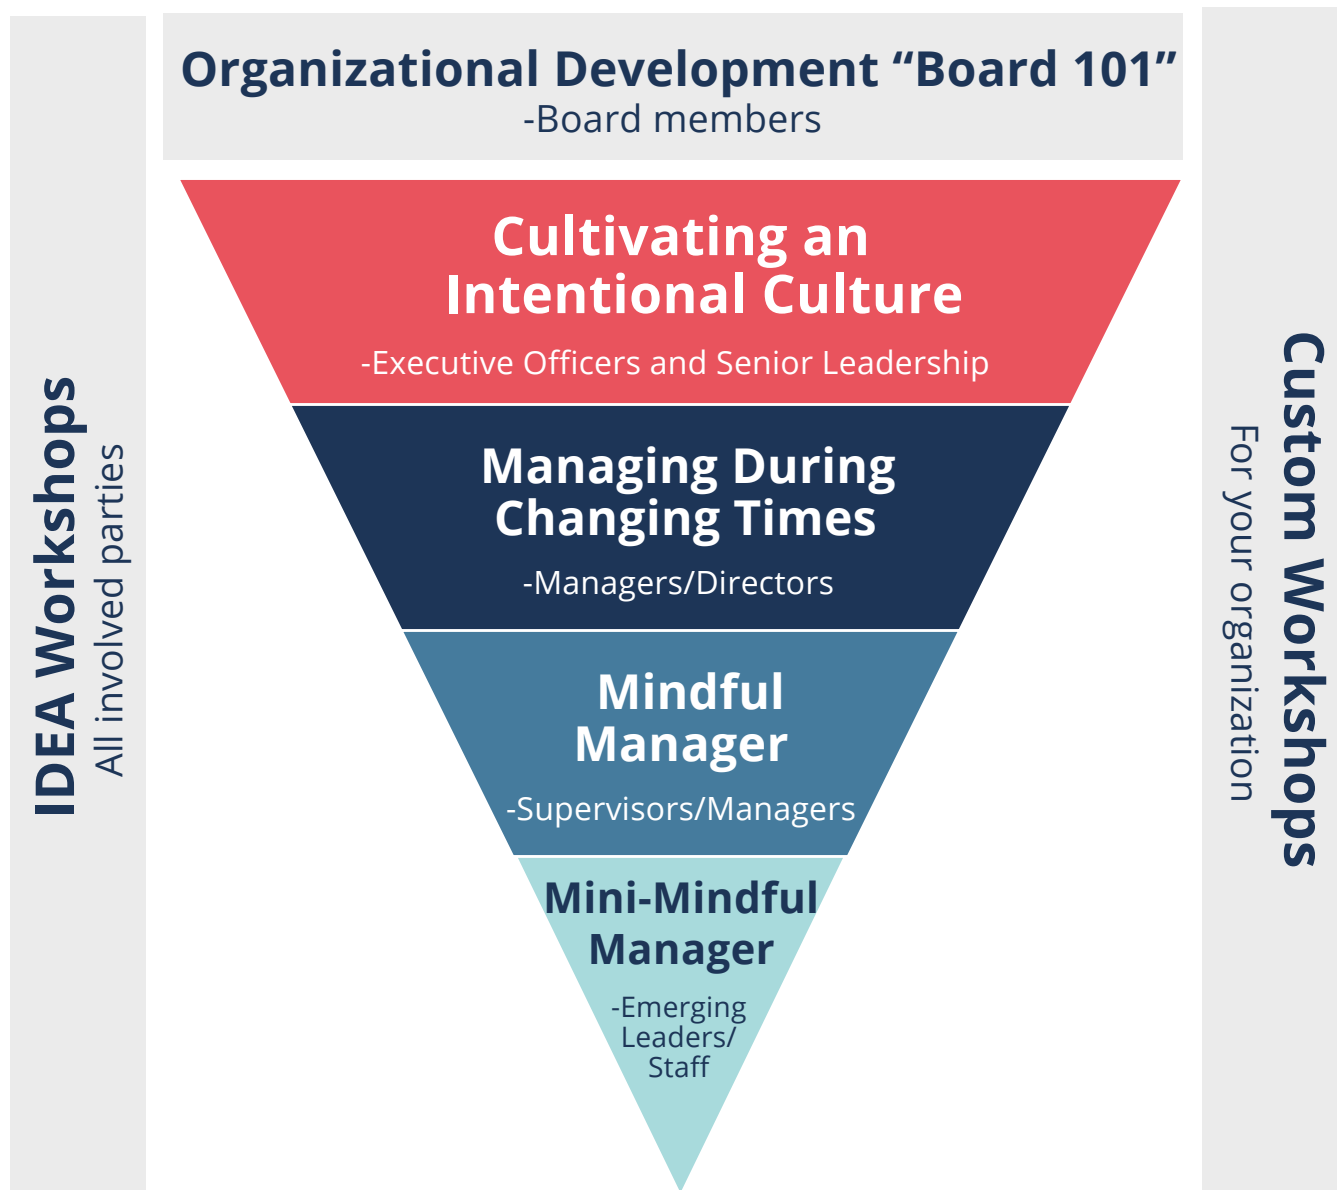 Organizational Development “Board 101”
-Board members
IDEA Workshops
All involved parties
Cultivating an
Intentional Culture
-Executive Officers and Senior Leadership
Managing During
Changing Times
-Managers/Directors
Mindful
Manager
-Supervisors/Managers
Mini-Mindful
Manager
-Emerging
Leaders/
Staff
Custom Workshops
For your organization